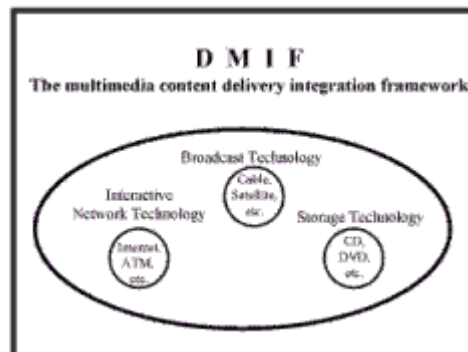 D M I F
The multimedia content delivery integration framework
Broadcast Technology
Cable,
Satellite,
etc.
Interactive
Network Technology
Internet,
ATM,
etc.
Storage Technology
CD,
DVD,
etc.